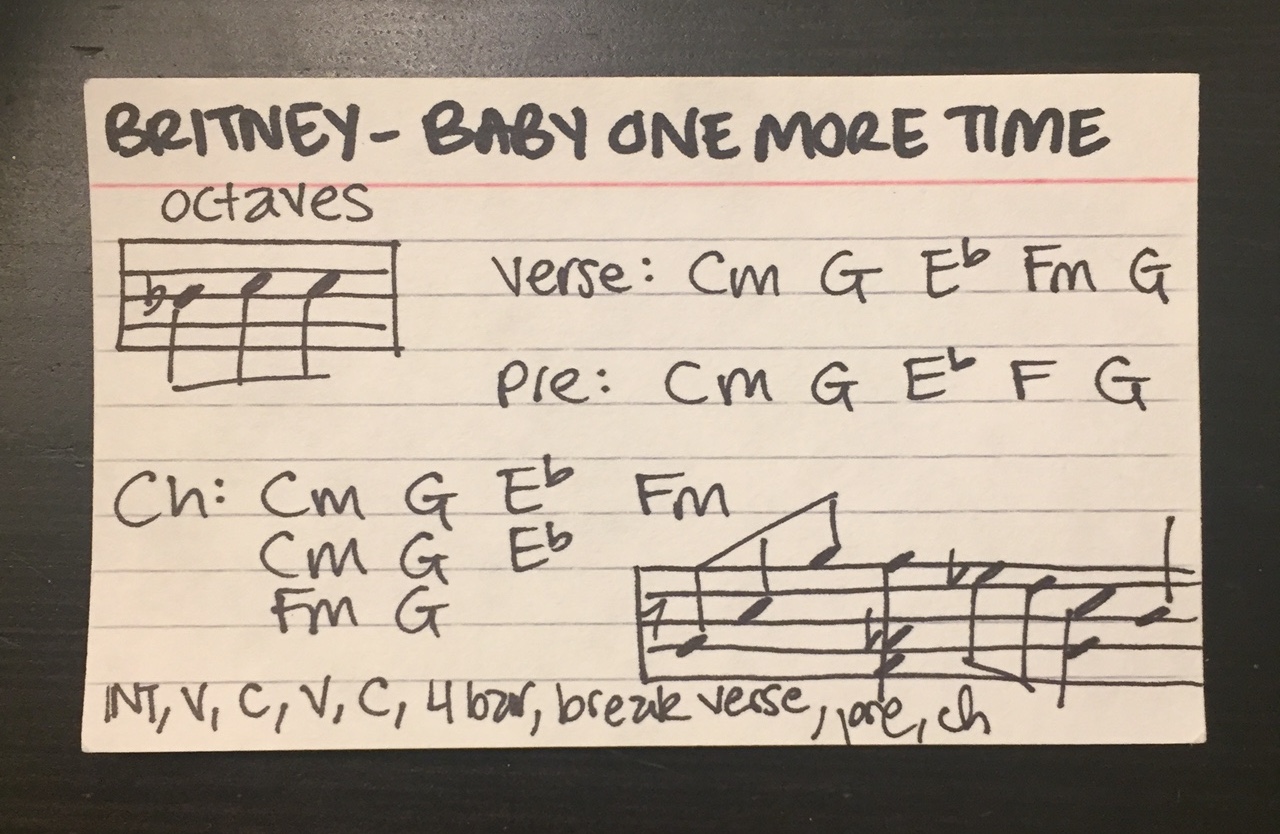 BRITNEY - BABY ONE MORE TIME
octaves
Verse: Cm G E♭ Fm G
Pre: Cm G E♭ F G
Ch: Cm G E♭ Fm
Cm G E♭
Fm G
INT, V, C, V, C, 4 bar, break verse, pre, ch